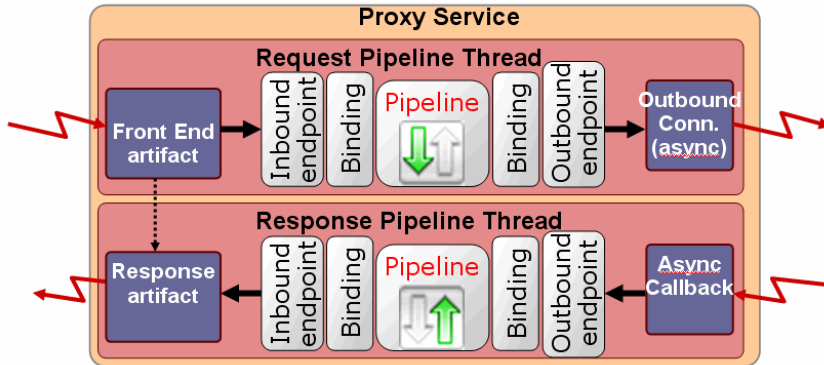 Proxy Service
Request Pipeline Thread
Front End
artifact
Inbound
endpoint
Binding
Pipeline
Binding
Outbound
endpoint
Outbound
Conn.
(async)
Response Pipeline Thread
Response
artifact
Inbound
endpoint
Binding
Pipeline
Binding
Outbound
endpoint
Async
Callback